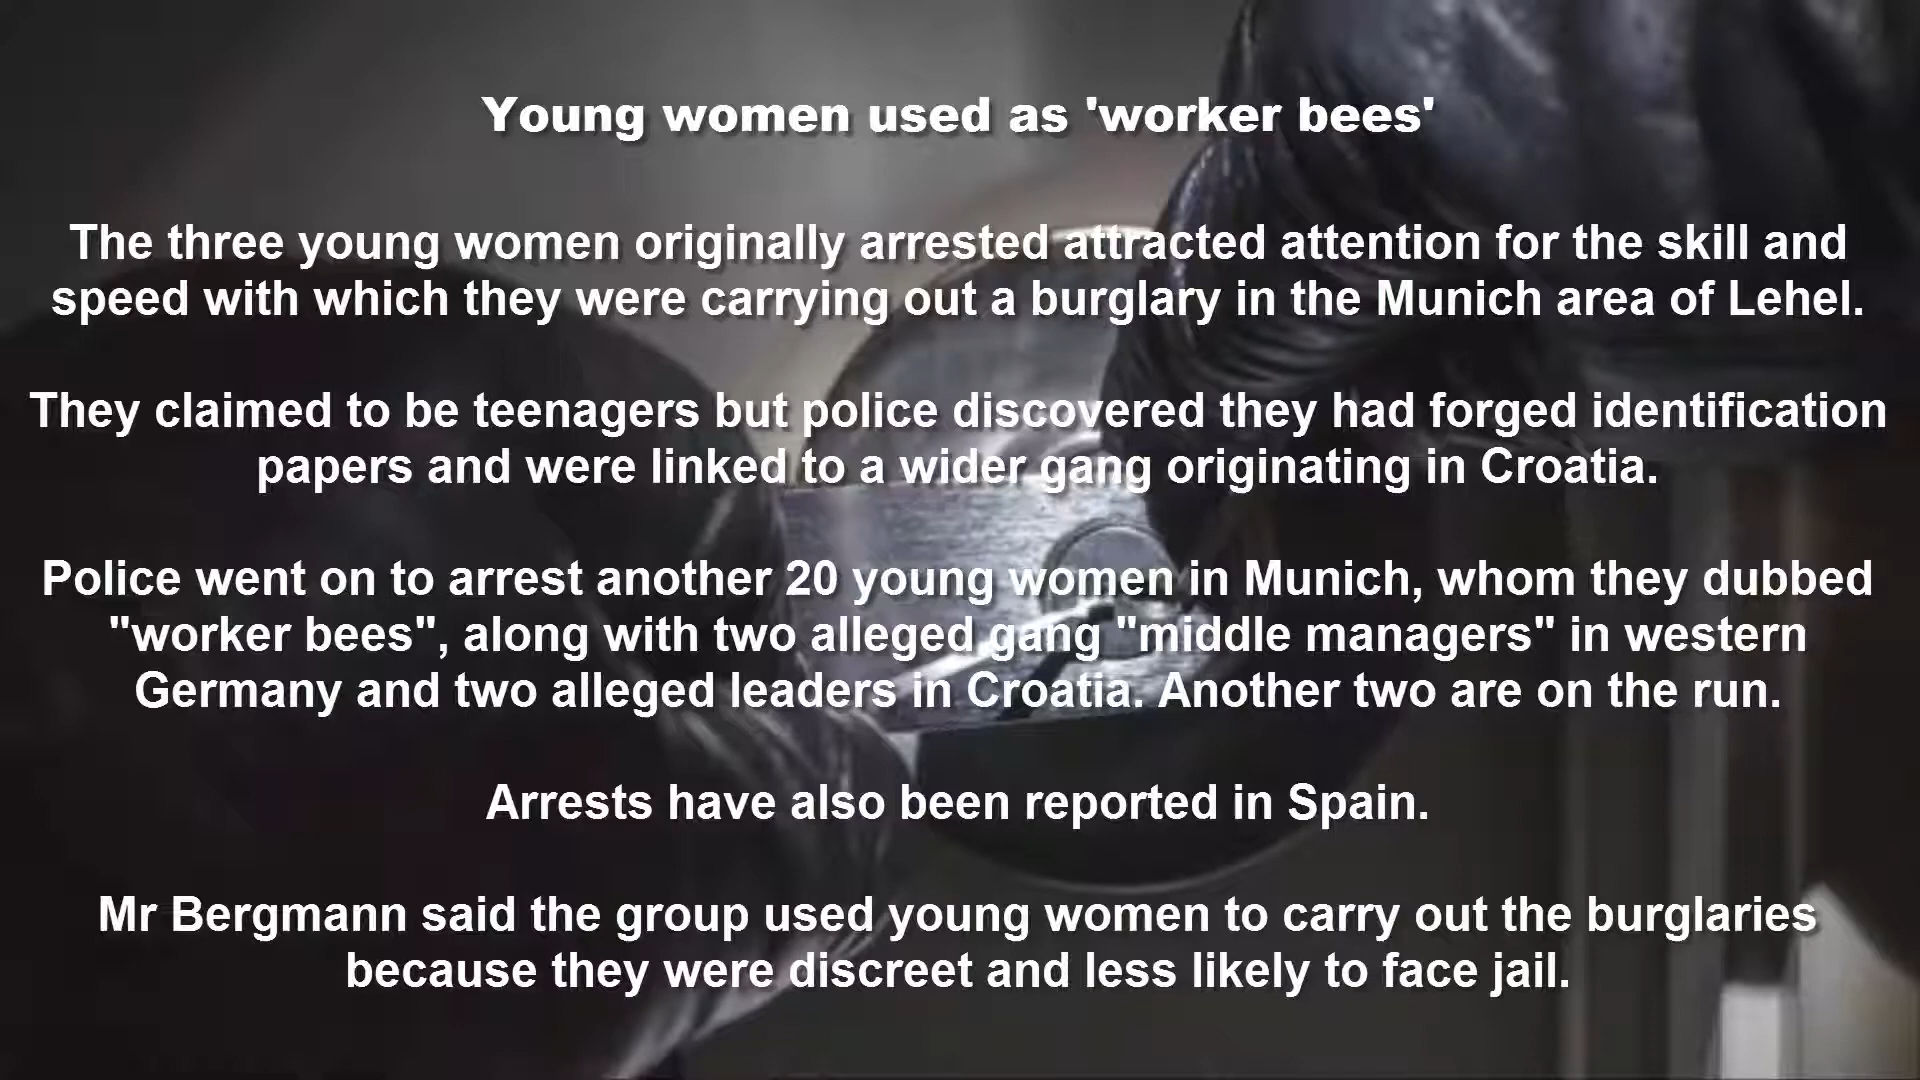 Young women used as 'worker bees'
The three young women originally arrested attracted attention for the skill and
speed with which they were carrying out a burglary in the Munich area of Lehel.
They claimed to be teenagers but police discovered they had forged identification
papers and were linked to a wider gang originating in Croatia.
Police went on to arrest another 20 young women in Munich, whom they dubbed
"worker bees", along with two alleged gang "middle managers" in western
Germany and two alleged leaders in Croatia. Another two are on the run.
Arrests have also been reported in Spain.
Mr Bergmann said the group used young women to carry out the burglaries
because they were discreet and less likely to face jail.